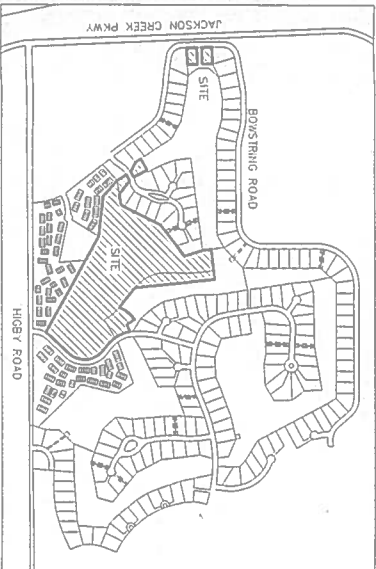 JACKSON CREEK PKWY
SITE
BOWSTRING ROAD
SITE
HIGBY ROAD